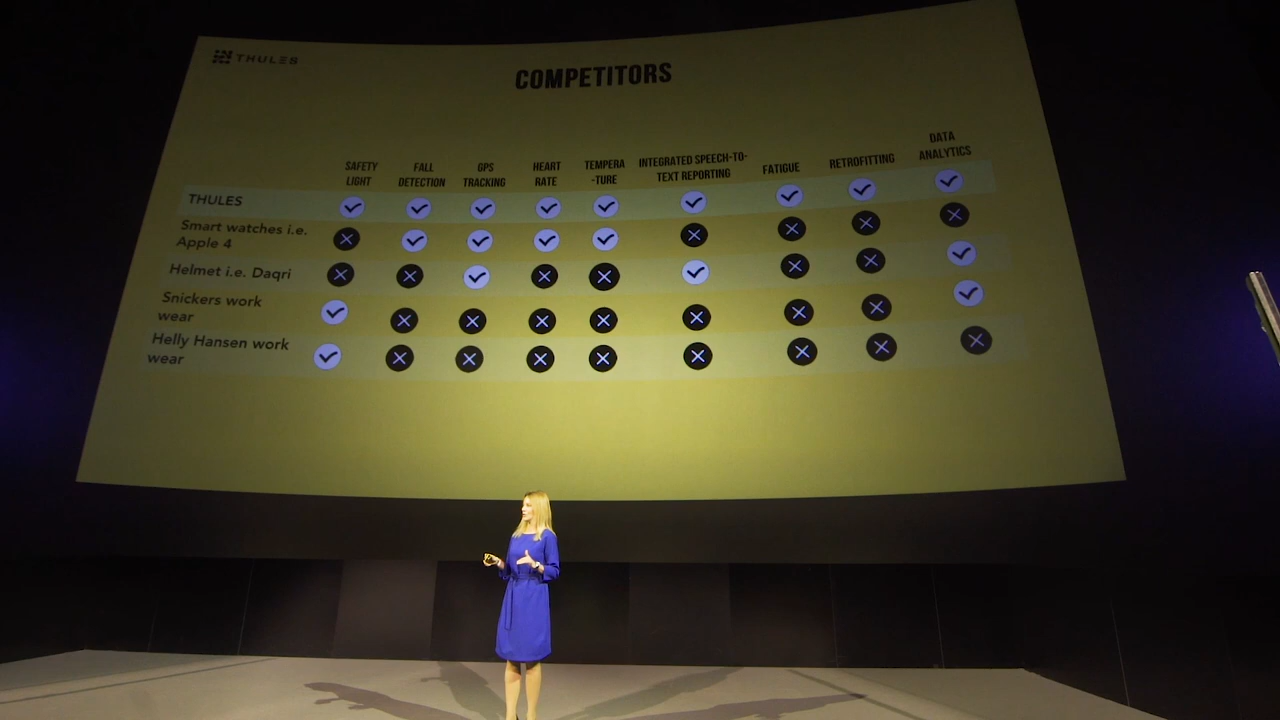 THULES
COMPETITORS
SAFETY
LIGHT
FALL
DETECTION
GPS
TRACKING
HEART
RATE
TEMPERA
-TURE
INTEGRATED SPEECH-TO-
TEXT REPORTING
FATIGUE
RETROFITTING
DATA
ANALYTICS
THULES
Smart watches i.e.
Apple 4
Helmet i.e. Daqri
Snickers work
wear
Helly Hansen work
wear